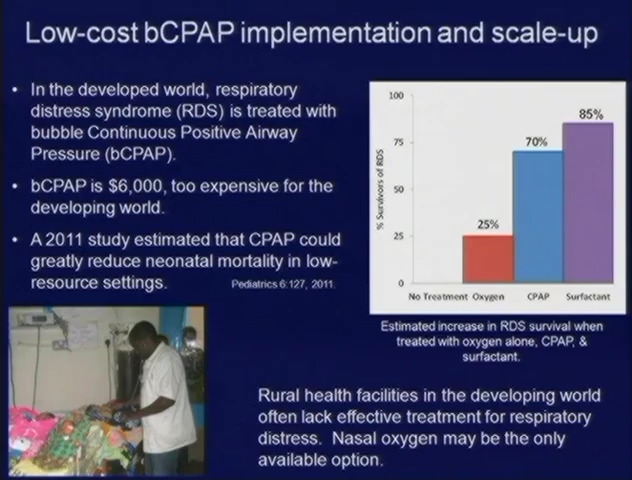 Low-cost bCPAP implementation and scale-up
• In the developed world, respiratory
distress syndrome (RDS) is treated with
bubble Continuous Positive Airway
Pressure (bCPAP).
• bCPAP is $6,000, too expensive for the
developing world.
• A 2011 study estimated that CPAP could
greatly reduce neonatal mortality in low-
resource settings. Pediatrics 6:127, 2011.
% Survivors of RDS
100
75
50
25
0
25%
70%
85%
No Treatment Oxygen CPAP Surfactant
Estimated increase in RDS survival when
treated with oxygen alone, CPAP, &
surfactant.
Rural health facilities in the developing world
often lack effective treatment for respiratory
distress. Nasal oxygen may be the only
available option.